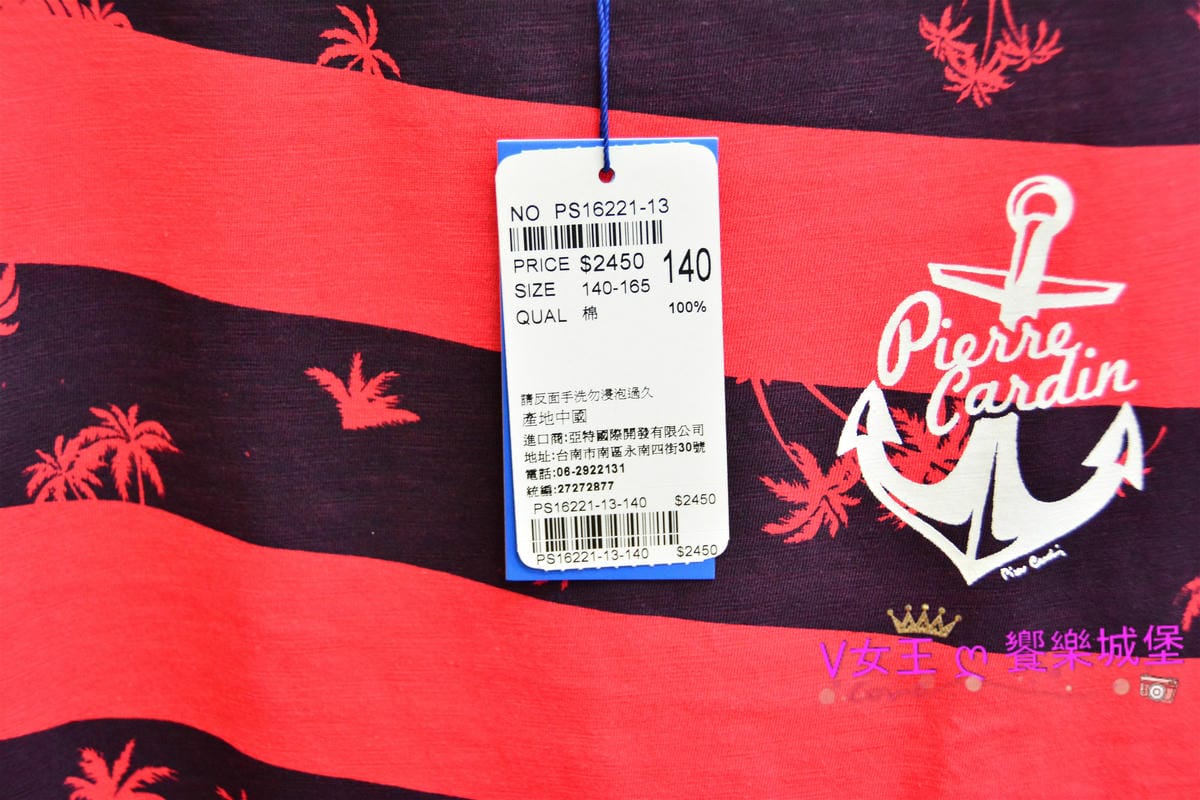 NO PS16221-13
PRICE $2450 140
SIZE 140-165
QUAL 棉 100%
請反面手洗勿浸泡過久
產地中國
進口商:亞特國際開發有限公司
地址:台南市南區永南四街30號
電話:06-2922131
統編:27272877
PS16221-13-140 $2450
PS16221-13-140 $2450
Pierre
Cardin
V女王 ღ 饗樂城堡